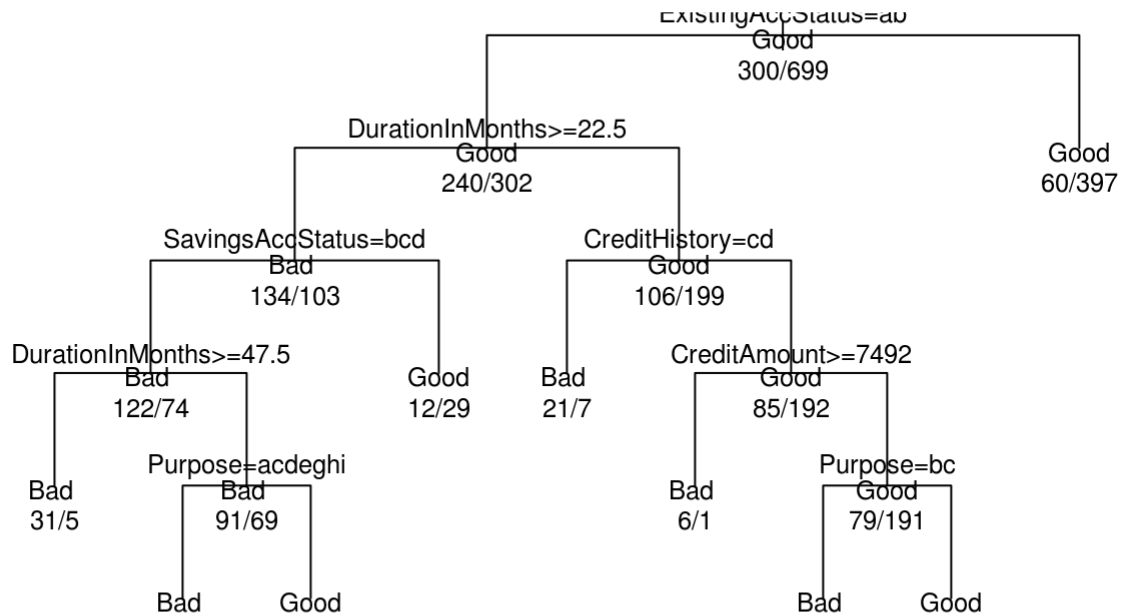 ExistingAccStatus=ab
Good
300/699
DurationInMonths>=22.5
Good
240/302
Good
60/397
SavingsAccStatus=bcd
Bad
134/103
CreditHistory=cd
Good
106/199
DurationInMonths>=47.5
Bad
122/74
Good
12/29
Bad
21/7
CreditAmount>=7492
Good
85/192
Bad
31/5
Purpose=acdeghi
Bad
91/69
Bad
6/1
Purpose=bc
Good
79/191
Bad
Good
Bad
Good